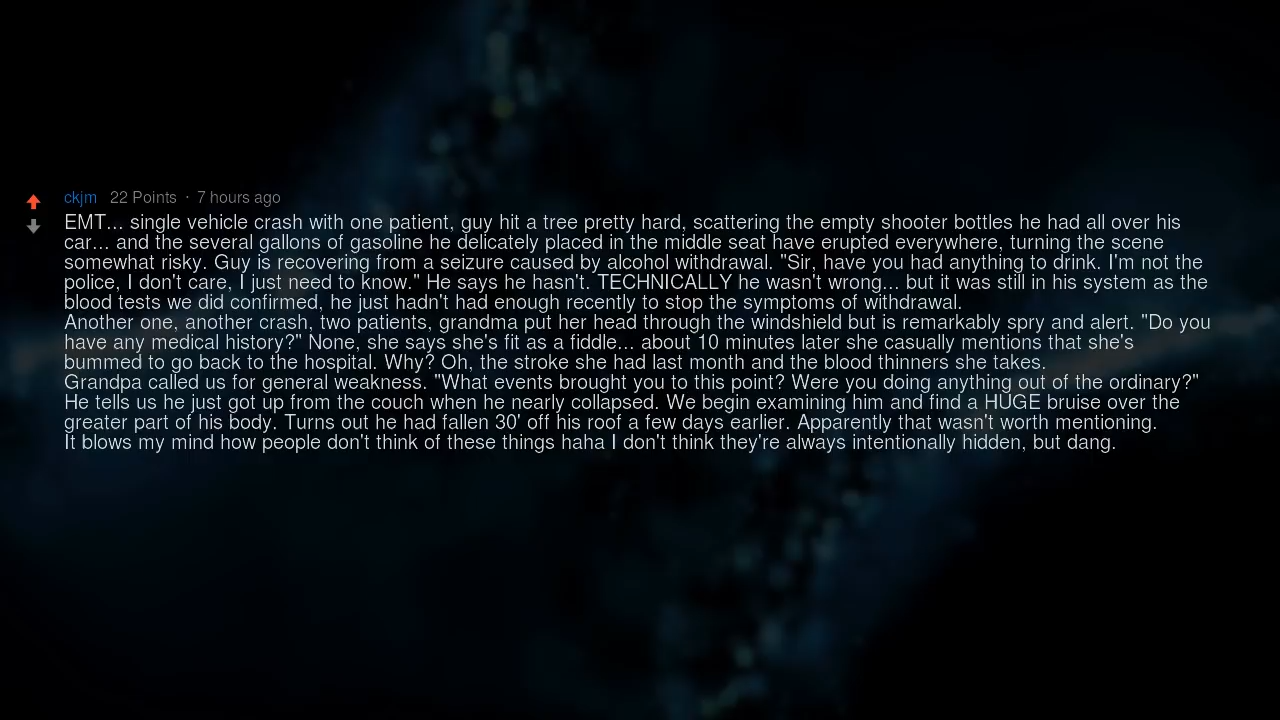 ckjm 22 Points · 7 hours ago
EMT... single vehicle crash with one patient, guy hit a tree pretty hard, scattering the empty shooter bottles he had all over his
car... and the several gallons of gasoline he delicately placed in the middle seat have erupted everywhere, turning the scene
somewhat risky. Guy is recovering from a seizure caused by alcohol withdrawal. "Sir, have you had anything to drink. I'm not the
police, I don't care, I just need to know." He says he hasn't. TECHNICALLY he wasn't wrong... but it was still in his system as the
blood tests we did confirmed, he just hadn't had enough recently to stop the symptoms of withdrawal.
Another one, another crash, two patients, grandma put her head through the windshield but is remarkably spry and alert. "Do you
have any medical history?" None, she says she's fit as a fiddle... about 10 minutes later she casually mentions that she's
bummed to go back to the hospital. Why? Oh, the stroke she had last month and the blood thinners she takes.
Grandpa called us for general weakness. "What events brought you to this point? Were you doing anything out of the ordinary?"
He tells us he just got up from the couch when he nearly collapsed. We begin examining him and find a HUGE bruise over the
greater part of his body. Turns out he had fallen 30' off his roof a few days earlier. Apparently that wasn't worth mentioning.
It blows my mind how people don't think of these things haha I don't think they're always intentionally hidden, but dang.